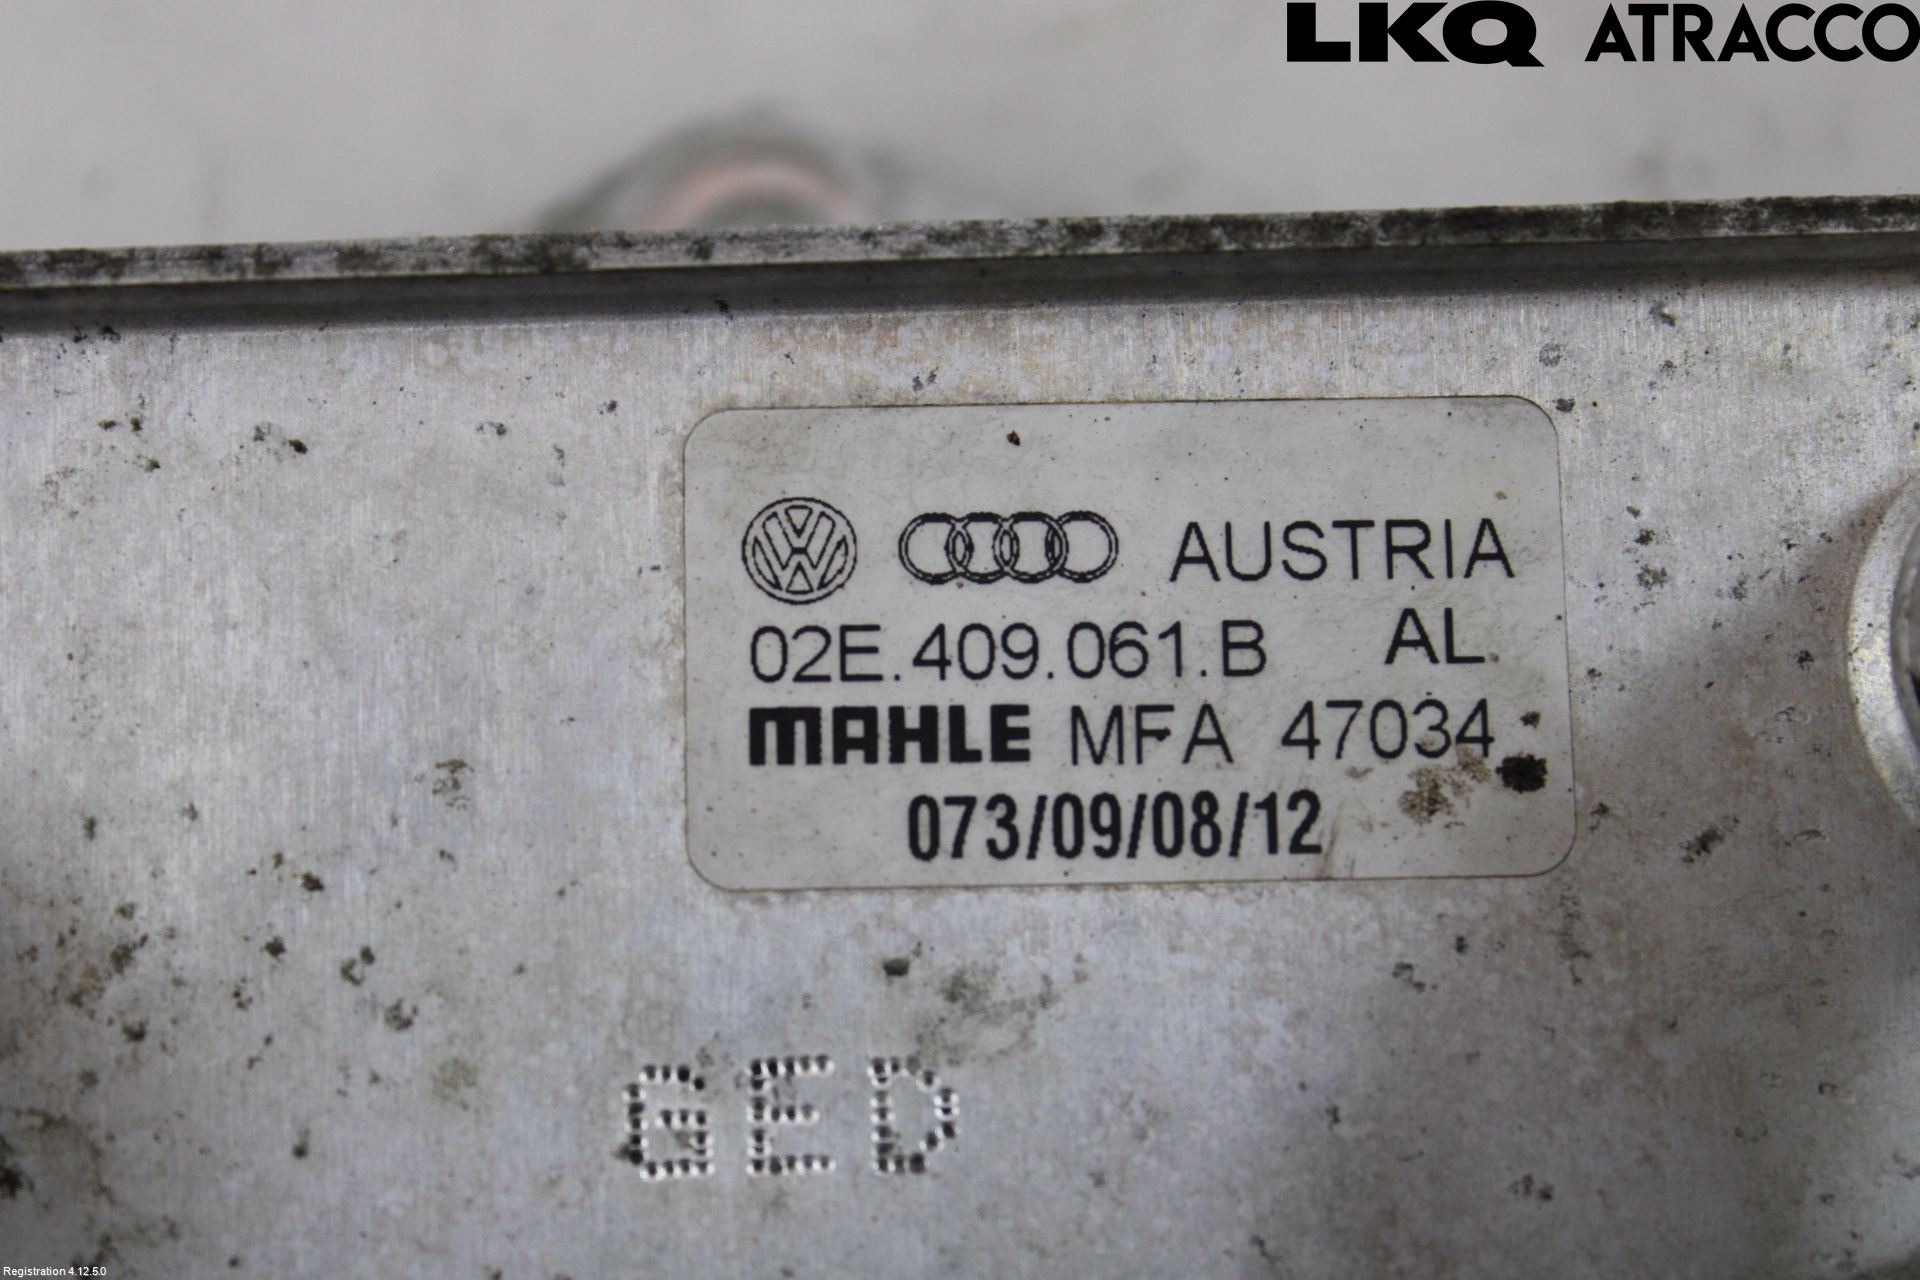 LKQ ATRACCO
AUSTRIA
02E.409.061.B AL
MAHLE MFA 47034
073/09/08/12
GED
Registration 4.12.5.0